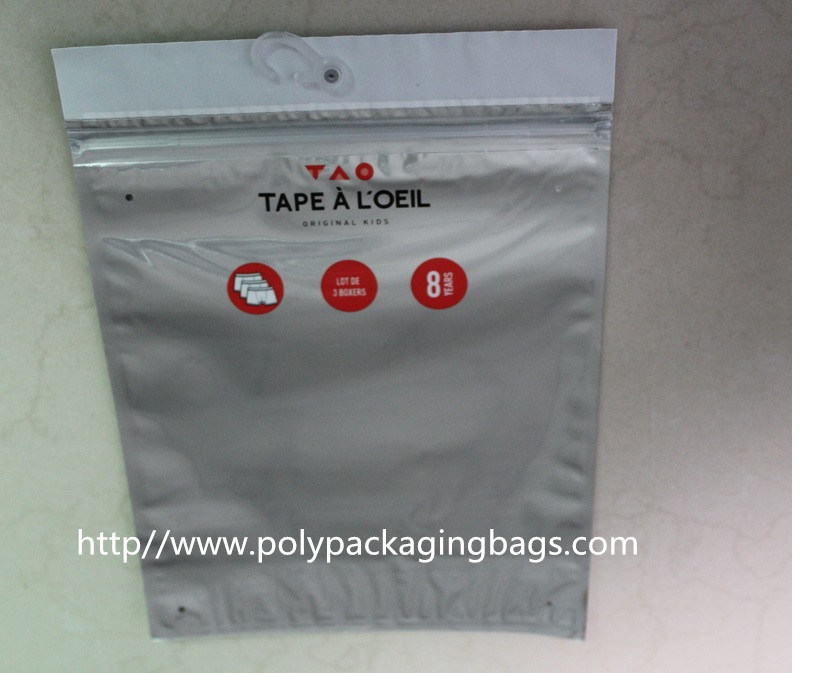 TAO
TAPE À L'OEIL
ORIGINAL KIDS
LOT DE
3 BOXERS
8 YEARS
http//www.polypackagingbags.com